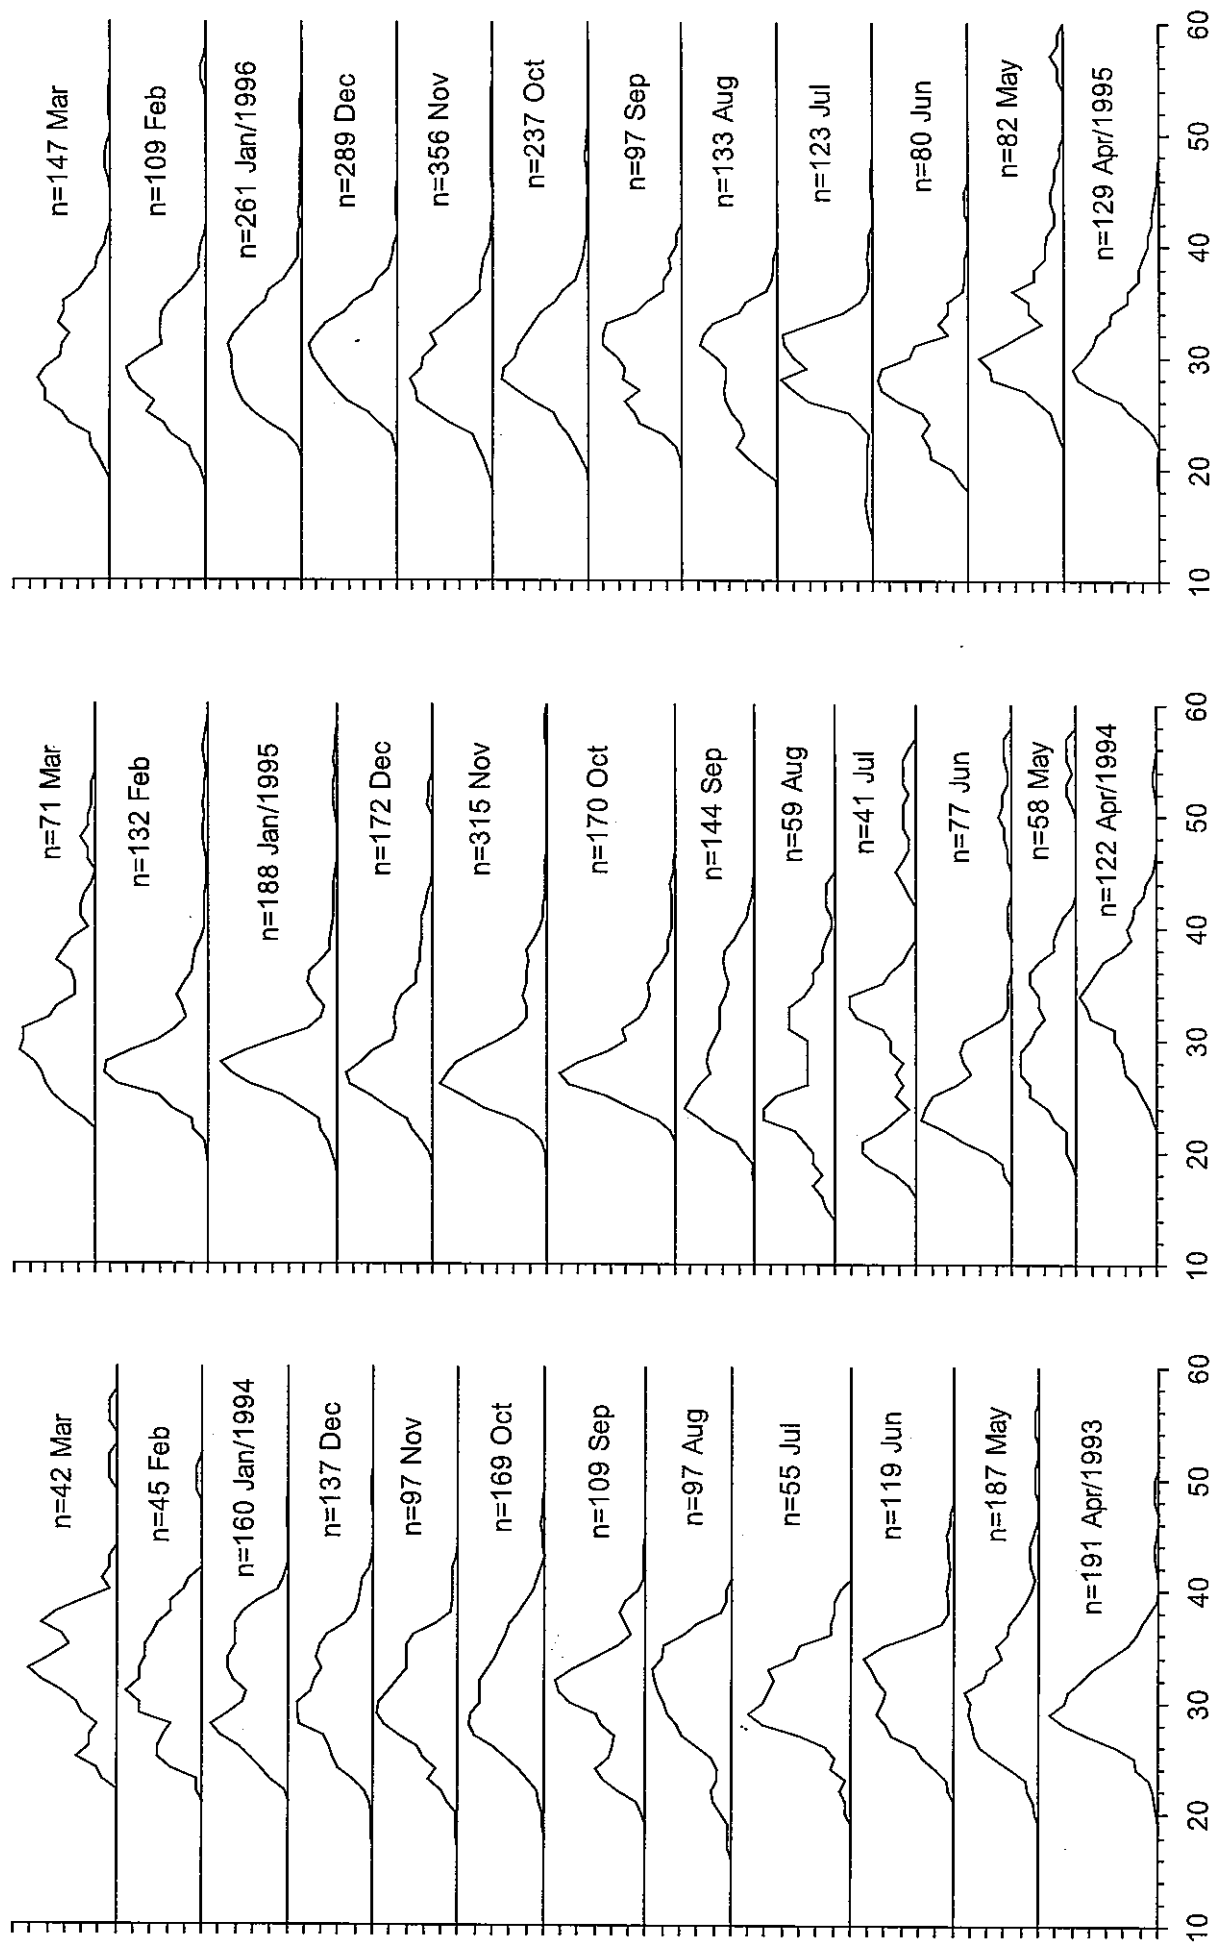 n=147 Mar
n=109 Feb
n=261 Jan/1996
n=289 Dec
n=356 Nov
n=237 Oct
n=97 Sep
n=133 Aug
n=123 Jul
n=80 Jun
n=82 May
n=129 Apr/1995
10 20 30 40 50 60
n=71 Mar
n=132 Feb
n=188 Jan/1995
n=172 Dec
n=315 Nov
n=170 Oct
n=144 Sep
n=59 Aug
n=41 Jul
n=77 Jun
n=58 May
n=122 Apr/1994
10 20 30 40 50 60
n=42 Mar
n=45 Feb
n=160 Jan/1994
n=137 Dec
n=97 Nov
n=169 Oct
n=109 Sep
n=97 Aug
n=55 Jul
n=119 Jun
n=187 May
n=191 Apr/1993
10 20 30 40 50 60